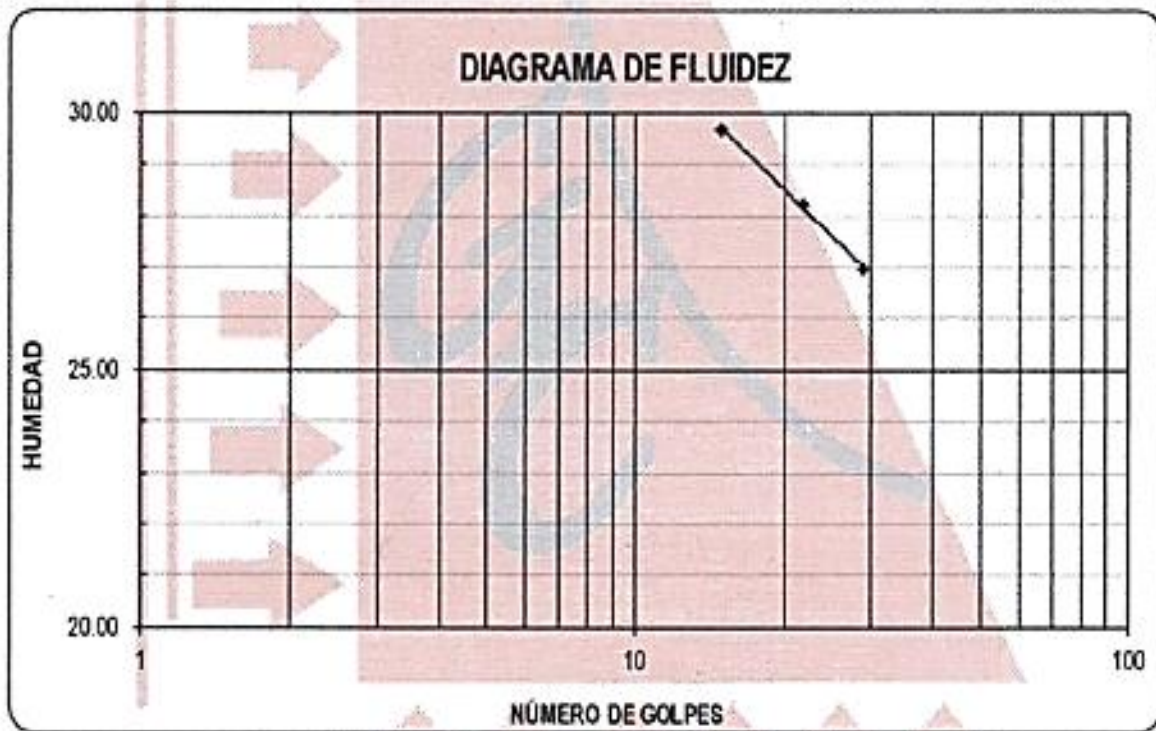 DIAGRAMA DE FLUIDEZ
30.00
25.00
20.00
HUMEDAD
1 10 100
NÚMERO DE GOLPES